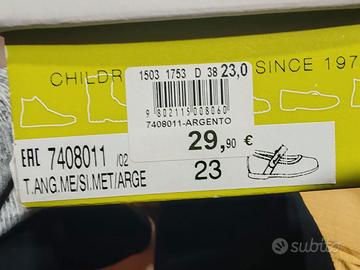 1503 1753 D 38 23,0
CHILDR
SINCE 197
9 802115 008060
7408011-ARGENTO
29,90 €
EAC 7408011 /02
23
T.ANG.ME/SI.MET/ARGE
subito